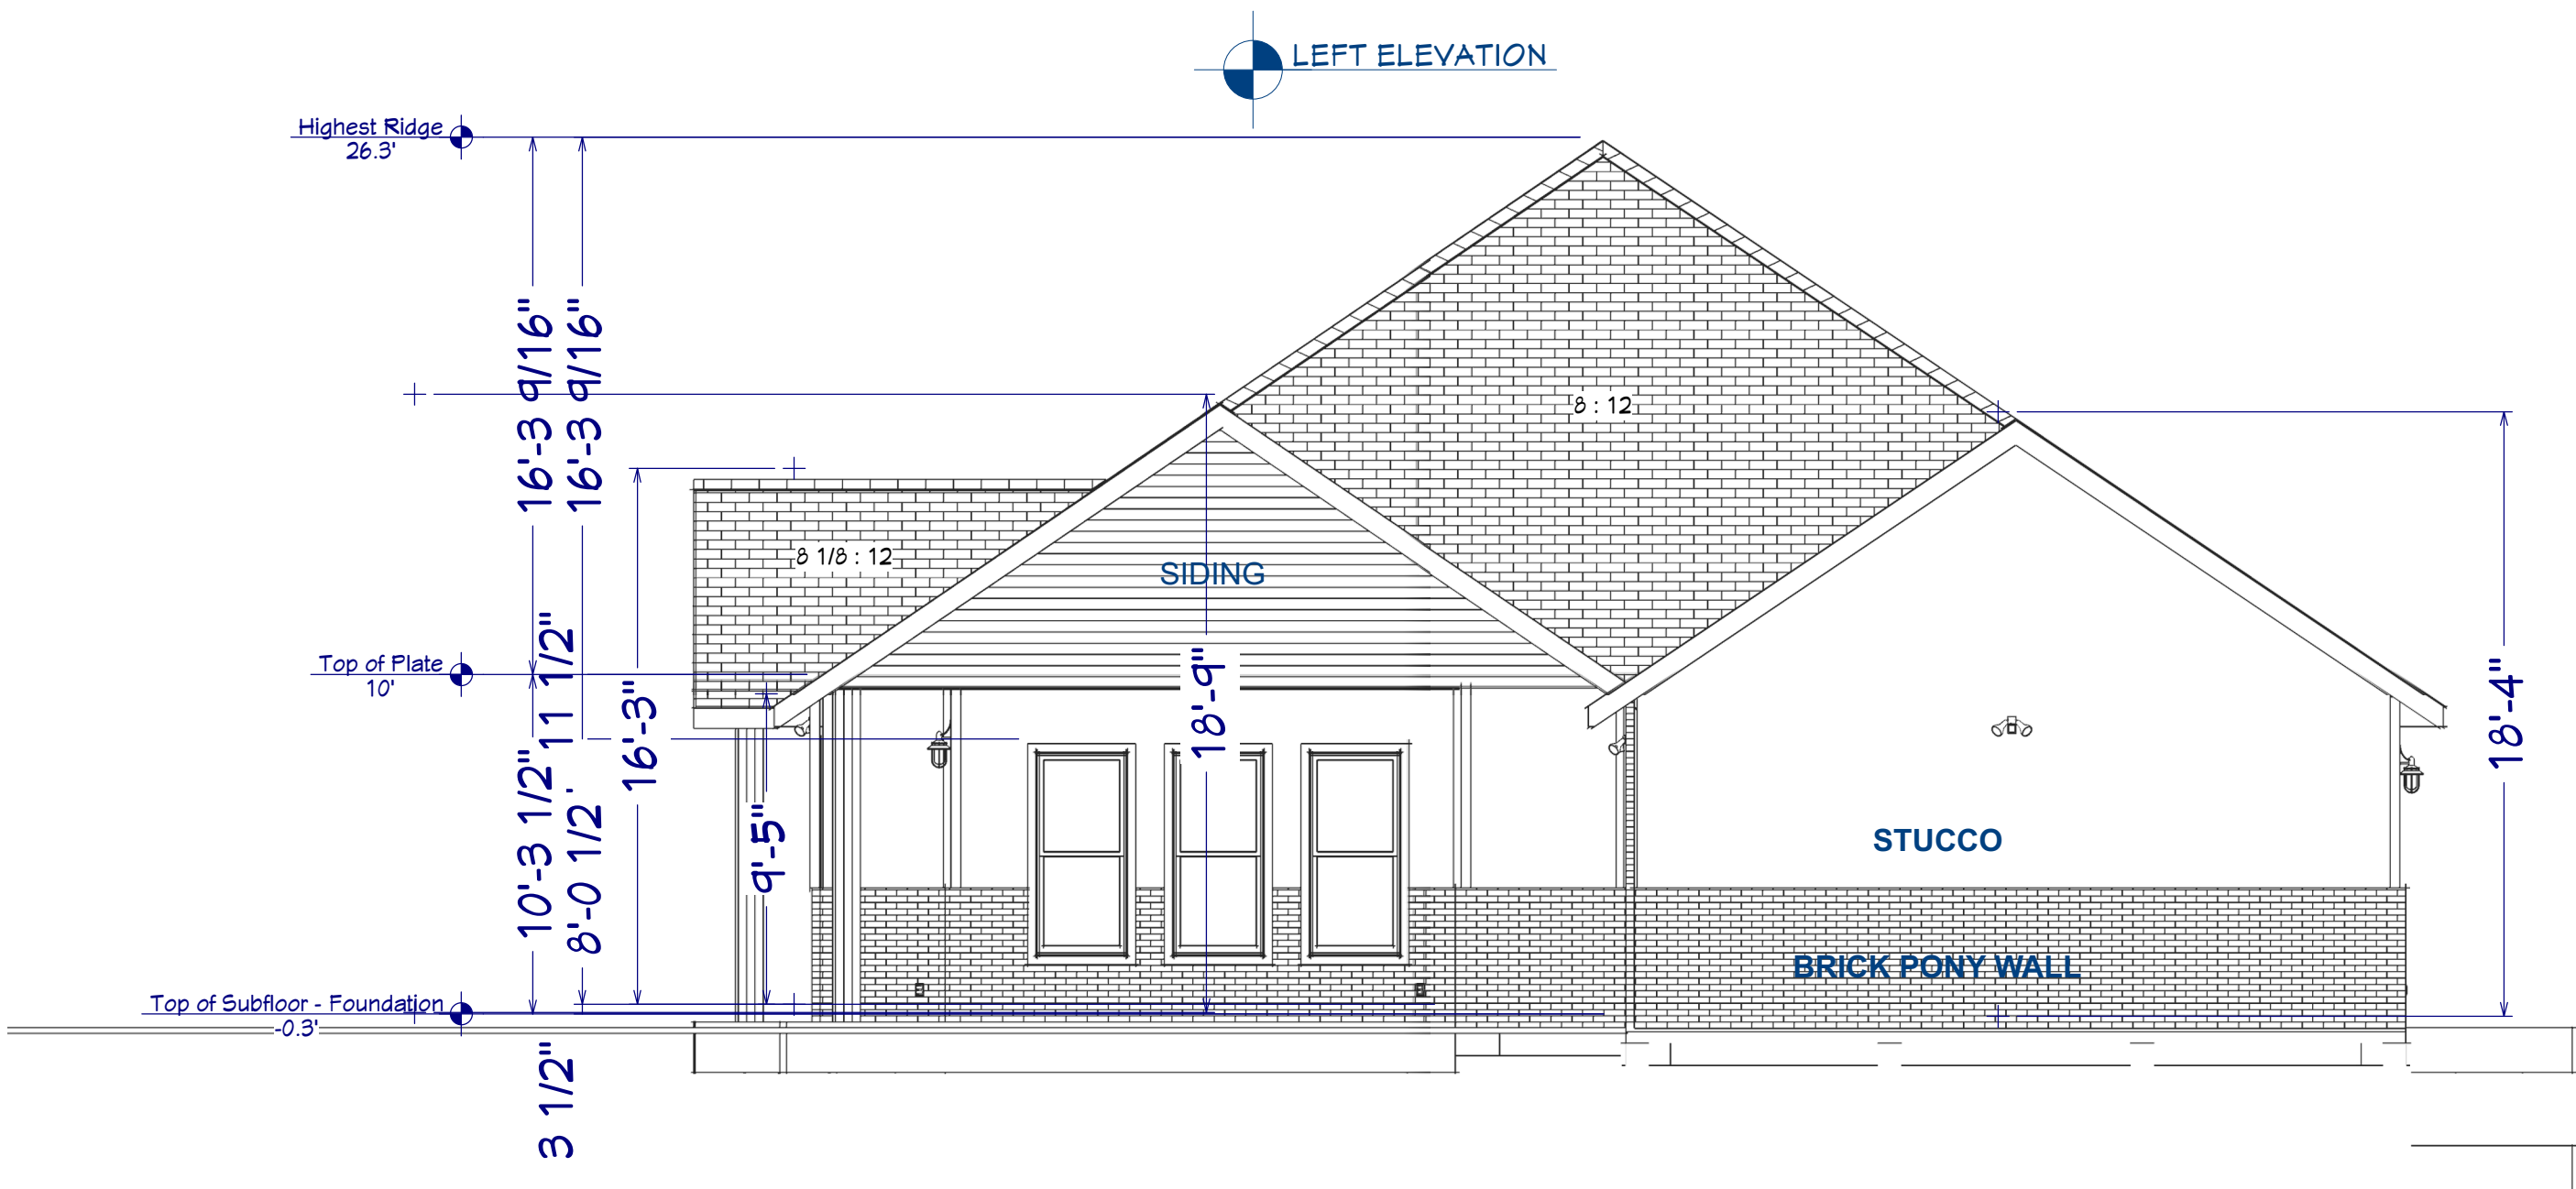 LEFT ELEVATION
Highest Ridge
26.3'
16'-3 9/16"
16'-3 9/16"
8 : 12
8 1/8 : 12
SIDING
11 1/2"
Top of Plate
10'
16'-3"
18'-9"
18'-4"
10'-3 1/2"
8'-0 1/2"
9'-5"
STUCCO
BRICK PONY WALL
Top of Subfloor - Foundation
-0.3'
3 1/2"